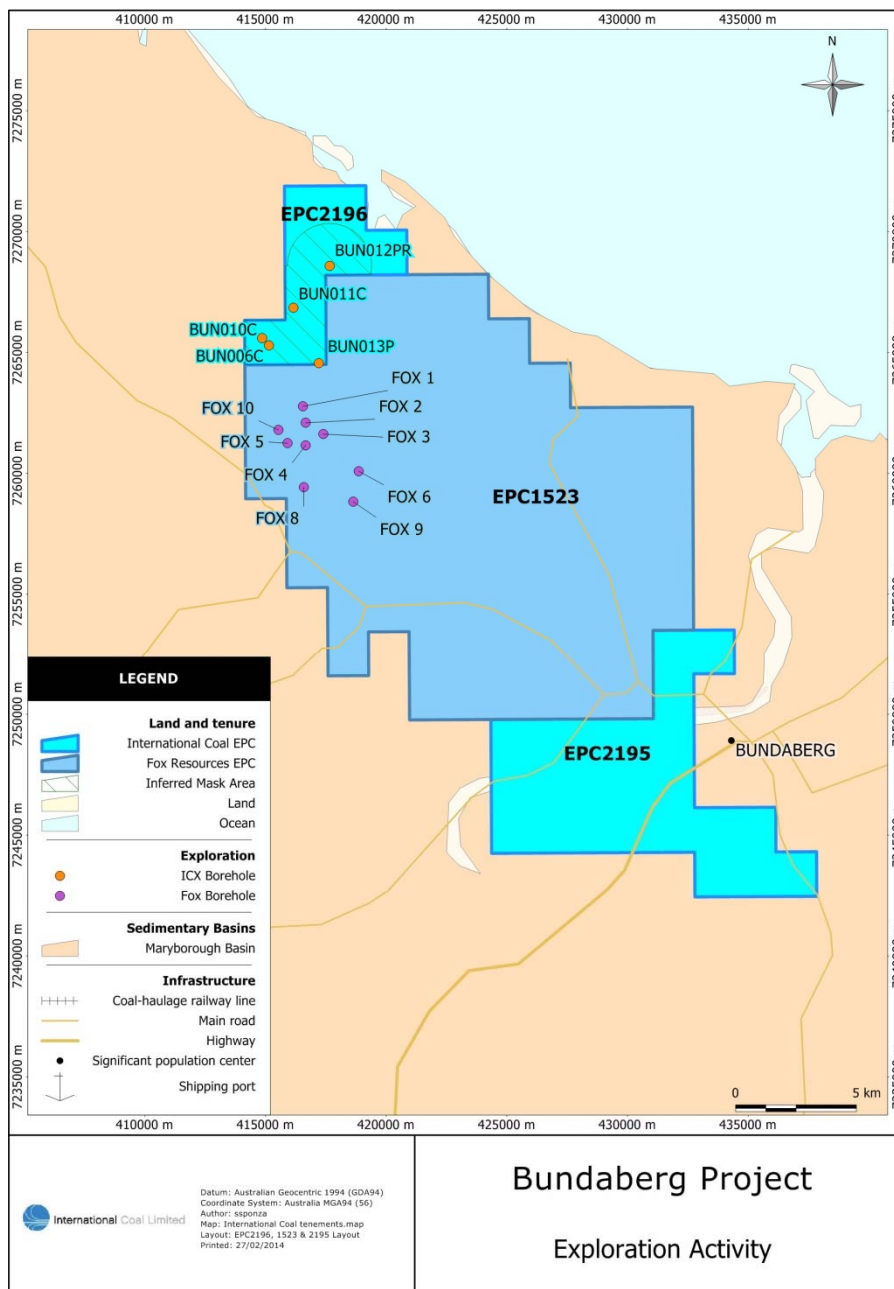 410000 m 415000 m 420000 m 425000 m 430000 m 435000 m
N
7275000 m
7270000 m
7265000 m
7260000 m
7255000 m
7250000 m
7245000 m
7240000 m
7235000 m
EPC2196
BUN012PR
BUN011C
BUN010C
BUN006C
BUN013P
FOX 1
FOX 10
FOX 2
FOX 5
FOX 3
FOX 4
FOX 6
FOX 8
FOX 9
EPC1523
EPC2195
BUNDABERG
LEGEND
Land and tenure
International Coal EPC
Fox Resources EPC
Inferred Mask Area
Land
Ocean
Exploration
ICX Borehole
Fox Borehole
Sedimentary Basins
Maryborough Basin
Infrastructure
Coal-haulage railway line
Main road
Highway
Significant population center
Shipping port
0 5 km
410000 m 415000 m 420000 m 425000 m 430000 m 435000 m
International Coal Limited
Datum: Australian Geocentric 1994 (GDA94)
Coordinate System: Australia MGA94 (56)
Author: ssponza
Map: International Coal tenements.map
Layout: EPC2196, 1523 & 2195 Layout
Printed: 27/02/2014
Bundaberg Project
Exploration Activity